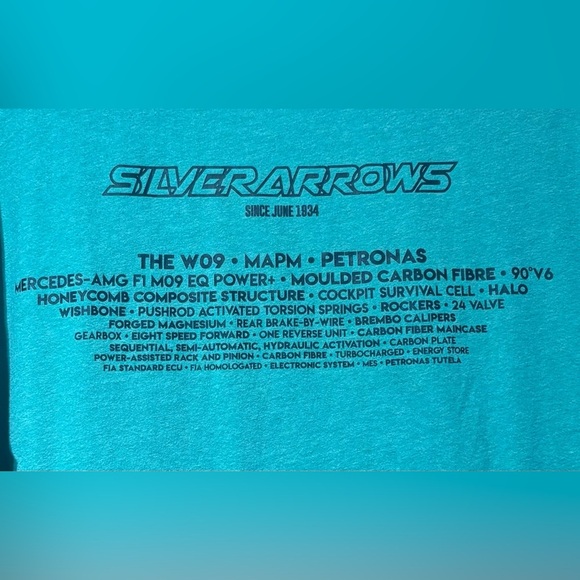 SILVER ARROWS
SINCE JUNE 1934
THE W09 • MAPM • PETRONAS
MERCEDES-AMG F1 M09 EQ POWER+ • MOULDED CARBON FIBRE • 90°V6
HONEYCOMB COMPOSITE STRUCTURE • COCKPIT SURVIVAL CELL • HALO
WISHBONE • PUSHROD ACTIVATED TORSION SPRINGS • ROCKERS • 24 VALVE
FORGED MAGNESIUM • REAR BRAKE-BY-WIRE • BREMBO CALIPERS
GEARBOX • EIGHT SPEED FORWARD • ONE REVERSE UNIT • CARBON FIBER MAINCASE
SEQUENTIAL, SEMI-AUTOMATIC, HYDRAULIC ACTIVATION • CARBON PLATE
POWER-ASSISTED RACK AND PINION • CARBON FIBRE • TURBOCHARGED • ENERGY STORE
FIA STANDARD ECU • FIA HOMOLOGATED • ELECTRONIC SYSTEM • MES • PETRONAS TUTELA